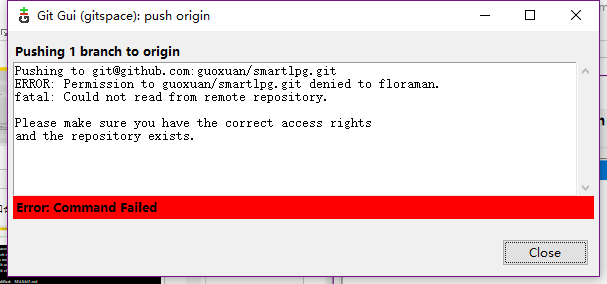 Git Gui (gitspace): push origin
Pushing 1 branch to origin
Pushing to git@github.com:guoxuan/smartlpg.git
ERROR: Permission to guoxuan/smartlpg.git denied to floraman.
fatal: Could not read from remote repository.
Please make sure you have the correct access rights
and the repository exists.
Error: Command Failed
Close